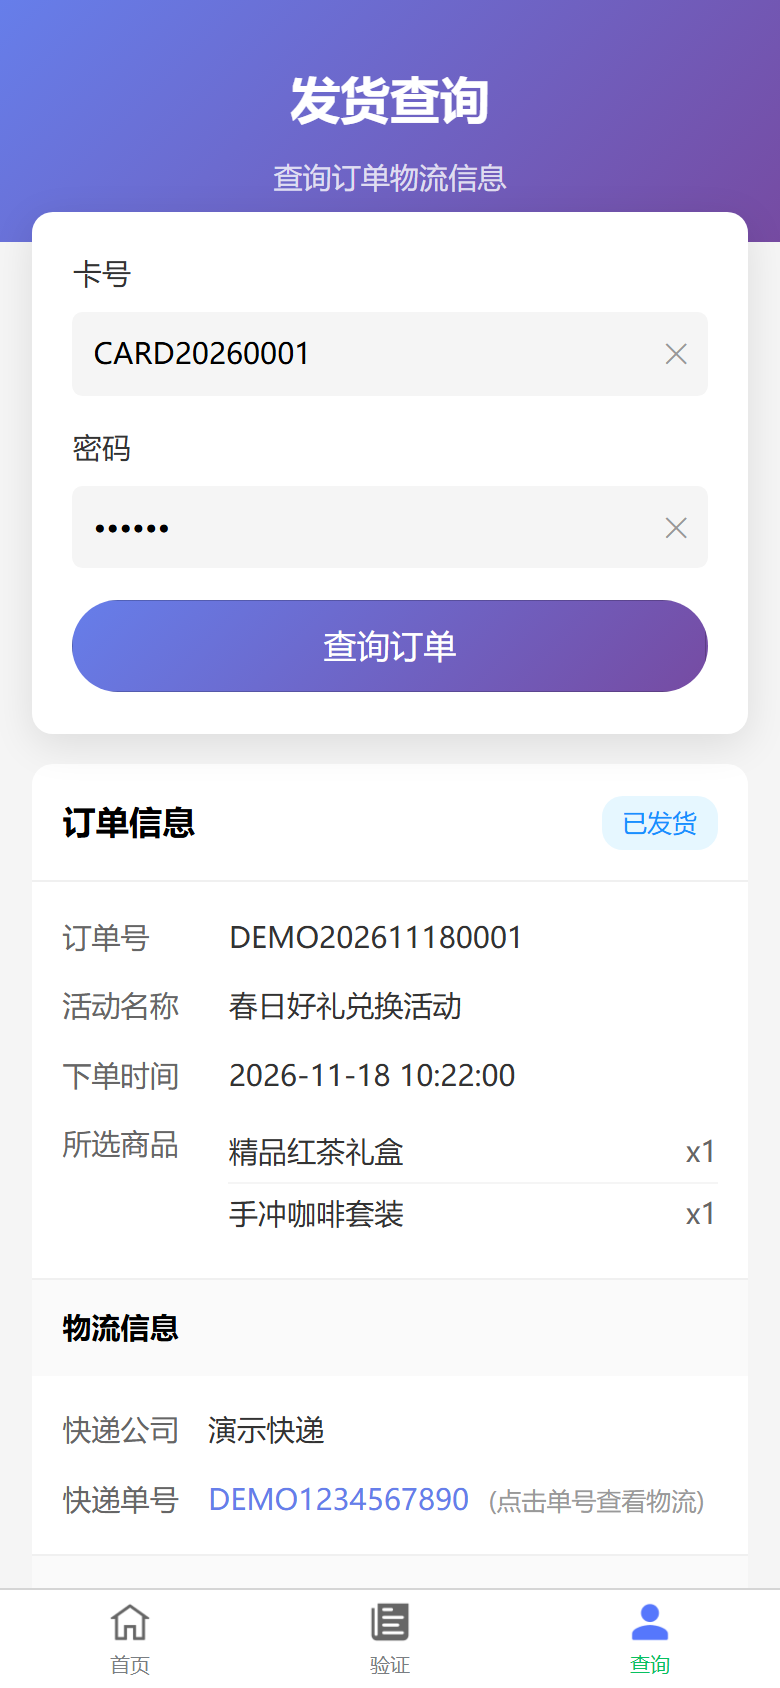 发货查询
查询订单物流信息
卡号
CARD20260001
密码
••••••
查询订单
订单信息
已发货
订单号 DEMO202611180001
活动名称 春日好礼兑换活动
下单时间 2026-11-18 10:22:00
所选商品 精品红茶礼盒 x1
手冲咖啡套装 x1
物流信息
快递公司 演示快递
快递单号 DEMO1234567890 (点击单号查看物流)
首页 验证 查询